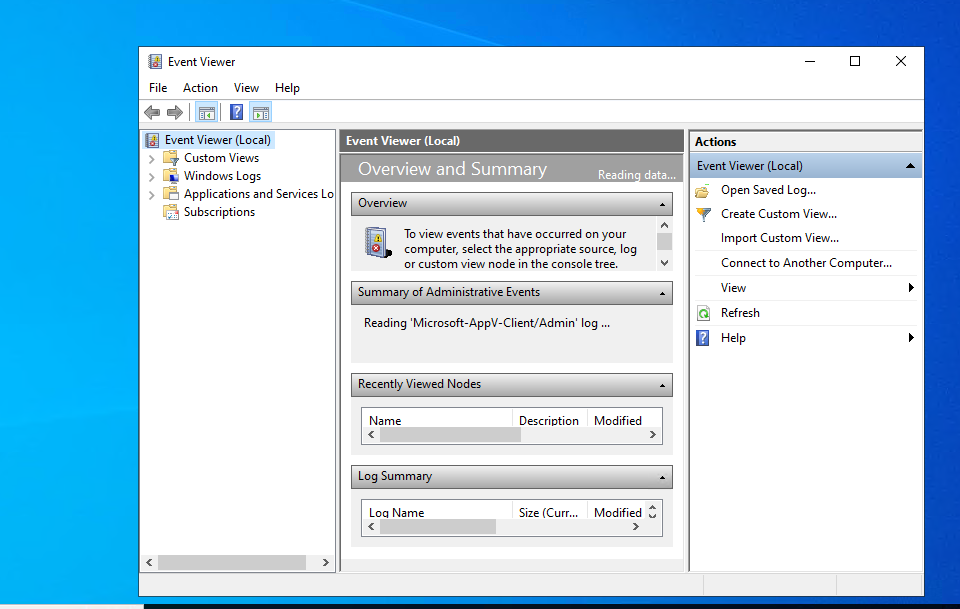 Event Viewer
File Action View Help
Event Viewer (Local)
Custom Views
Windows Logs
Applications and Services Lo
Subscriptions
Event Viewer (Local)
Overview and Summary
Reading data...
Overview
To view events that have occurred on your
computer, select the appropriate source, log
or custom view node in the console tree.
Summary of Administrative Events
Reading 'Microsoft-AppV-Client/Admin' log ...
Recently Viewed Nodes
Name Description Modified
Log Summary
Log Name Size (Curr... Modified
Actions
Event Viewer (Local)
Open Saved Log...
Create Custom View...
Import Custom View...
Connect to Another Computer...
View
Refresh
Help